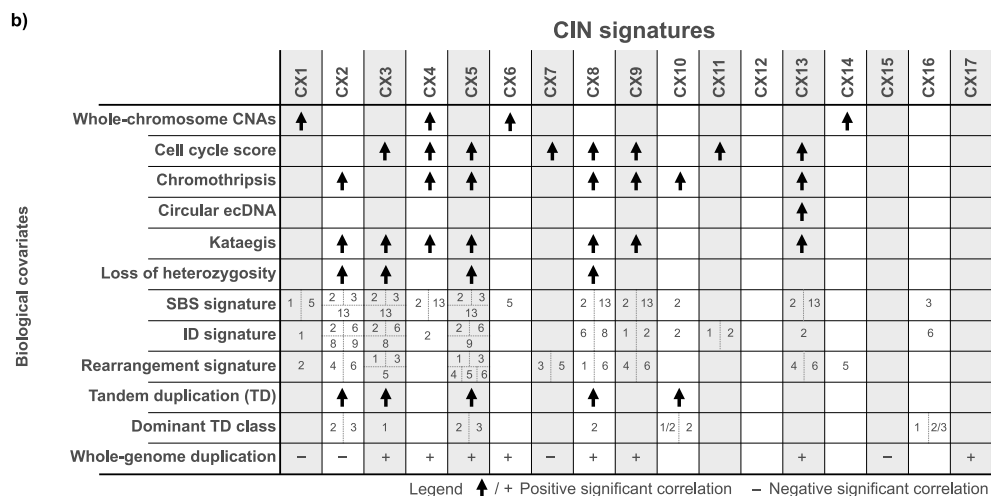 b)
CIN signatures
CX1 CX2 CX3 CX4 CX5 CX6 CX7 CX8 CX9 CX10 CX11 CX12 CX13 CX14 CX15 CX16 CX17
Biological covariates
Whole-chromosome CNAs
Cell cycle score
Chromothripsis
Circular ecDNA
Kataegis
Loss of heterozygosity
SBS signature 1 5 2 3 13 2 3 13 2 13 2 3 13 5 2 13 2 13 2 2 13 3
ID signature 1 2 6 8 9 2 6 8 2 2 6 9 6 8 1 2 2 1 2 2 6
Rearrangement signature 2 4 6 1 3 5 1 3 4 5 6 3 5 1 6 4 6 4 6 5
Tandem duplication (TD)
Dominant TD class 2 3 1 2 3 2 1/2 2 1 2/3
Whole-genome duplication – – + + + + – + + + – +
Legend / + Positive significant correlation – Negative significant correlation